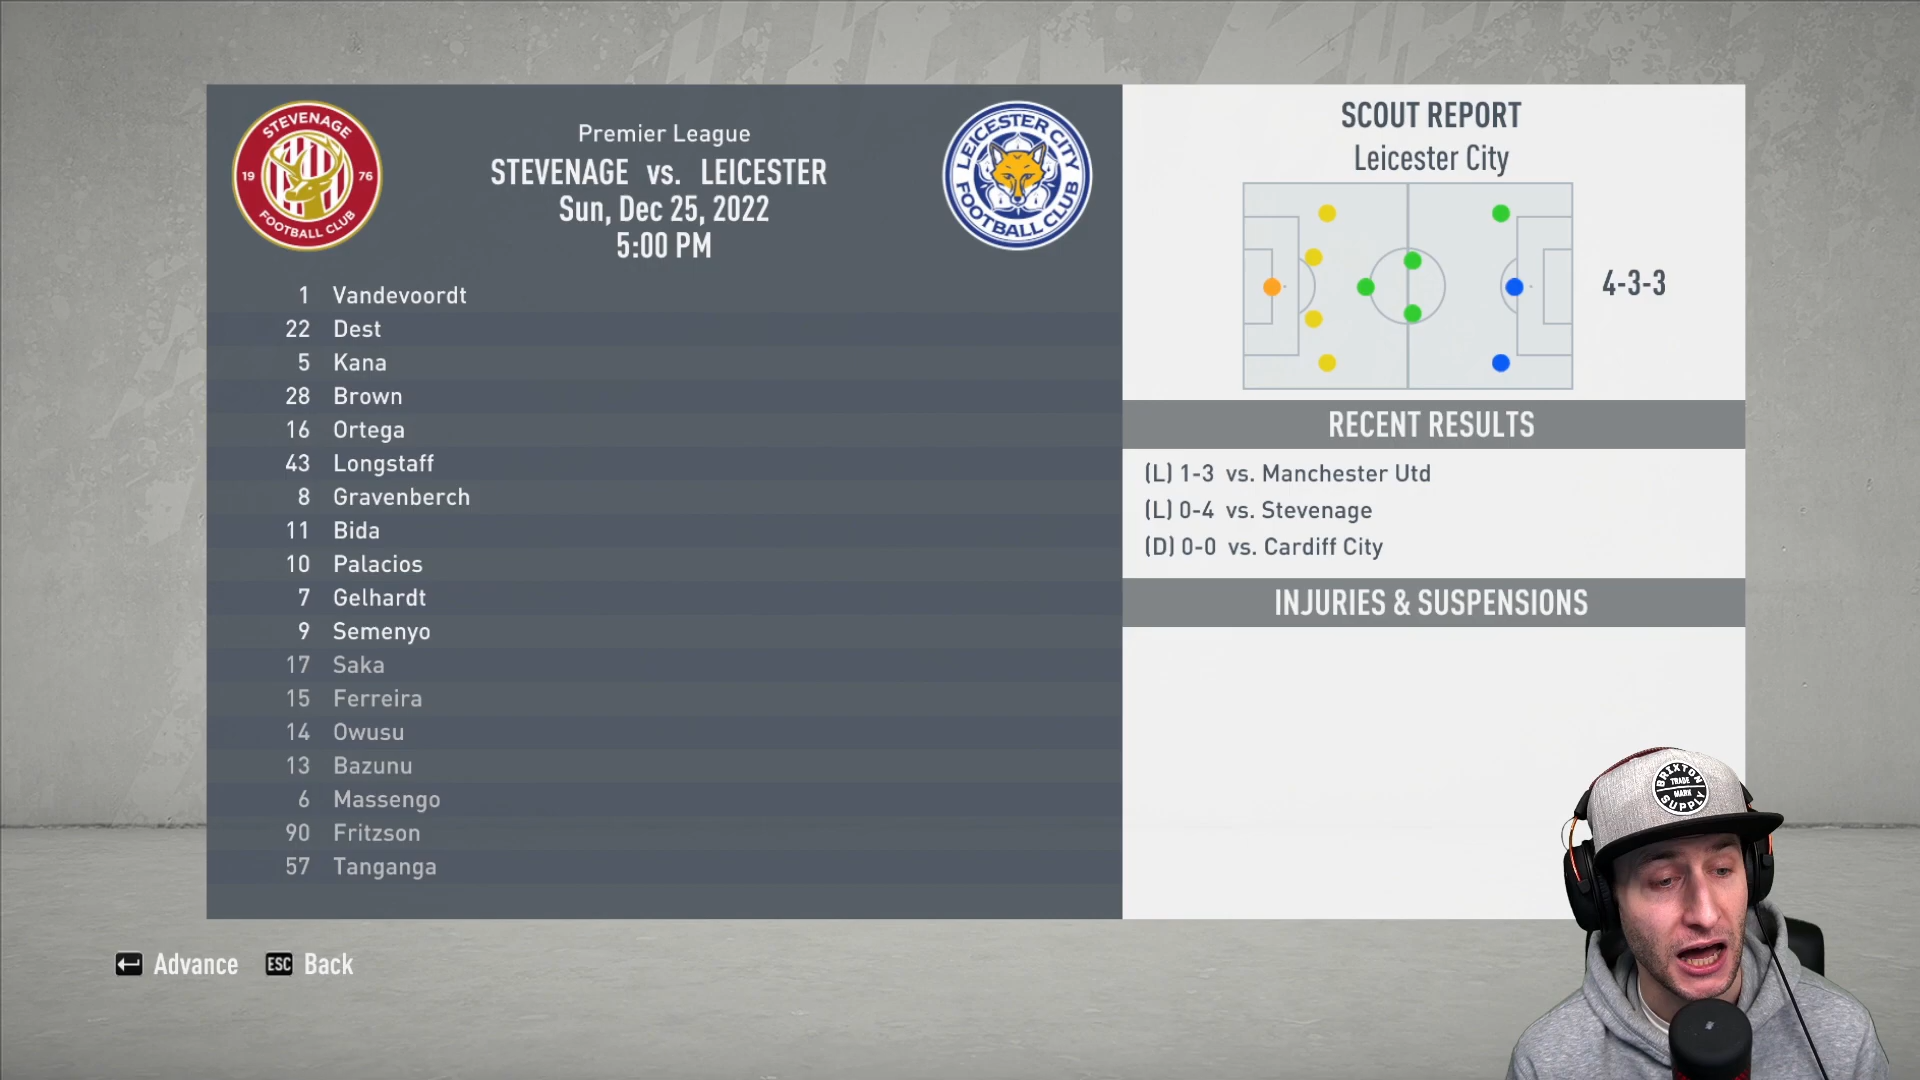 STEVENAGE
19 76
FOOTBALL CLUB
Premier League
STEVENAGE vs. LEICESTER
Sun, Dec 25, 2022
5:00 PM
LEICESTER CITY
FOOTBALL CLUB
1 Vandevoordt
22 Dest
5 Kana
28 Brown
16 Ortega
43 Longstaff
8 Gravenberch
11 Bida
10 Palacios
7 Gelhardt
9 Semenyo
17 Saka
15 Ferreira
14 Owusu
13 Bazunu
6 Massengo
90 Fritzson
57 Tanganga
SCOUT REPORT
Leicester City
4-3-3
RECENT RESULTS
(L) 1-3 vs. Manchester Utd
(L) 0-4 vs. Stevenage
(D) 0-0 vs. Cardiff City
INJURIES & SUSPENSIONS
BRIXTON
TRADE
MARK
SUPPLY
Advance
ESC Back